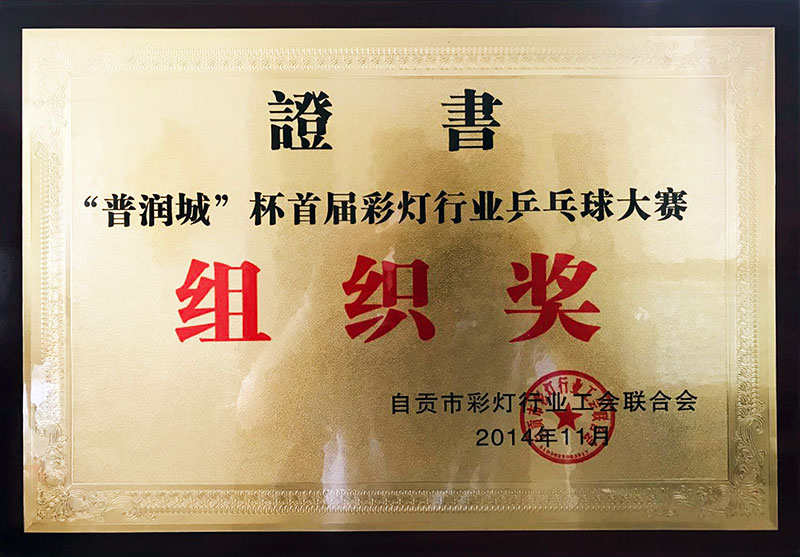 證書
“普润城”杯首届彩灯行业乒乓球大赛
组织奖
自贡市彩灯行业工会联合会
2014年11月